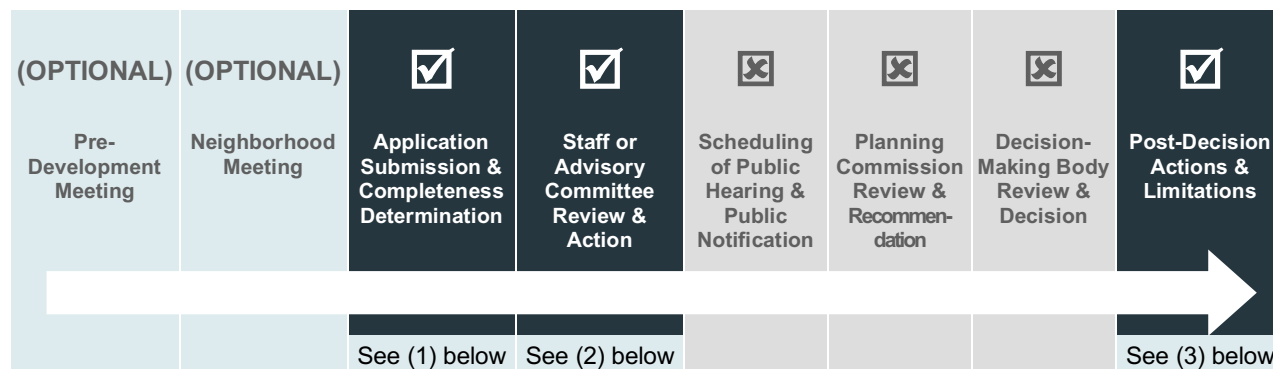 (OPTIONAL)
Pre-
Development
Meeting
(OPTIONAL)
Neighborhood
Meeting
Application
Submission &
Completeness
Determination
See (1) below
Staff or
Advisory
Committee
Review &
Action
See (2) below
Scheduling
of Public
Hearing &
Public
Notification
Planning
Commission
Review &
Recommen-
dation
Decision-
Making Body
Review &
Decision
Post-Decision
Actions &
Limitations
See (3) below